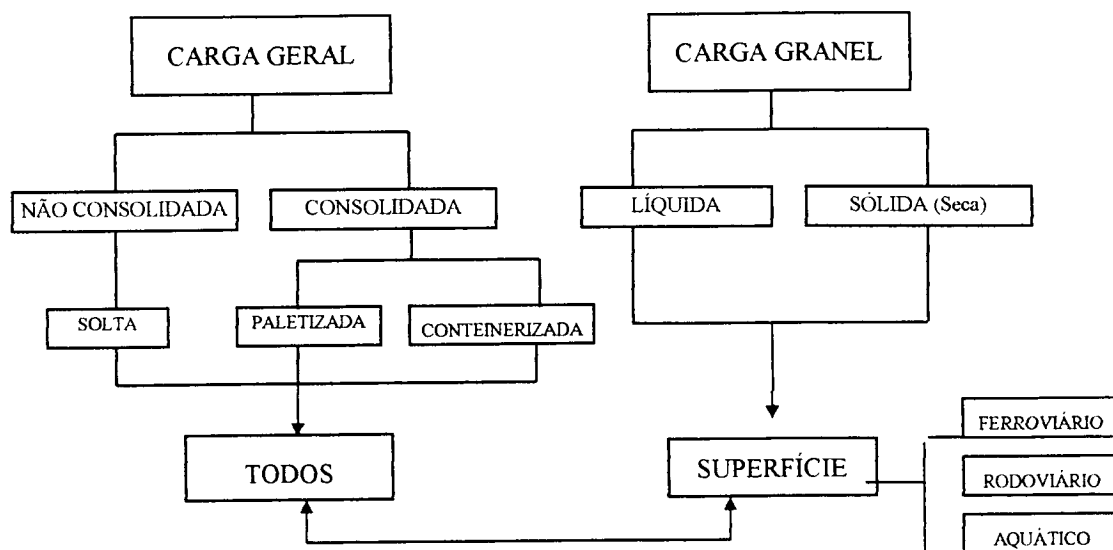 CARGA GERAL
CARGA GRANEL
NÃO CONSOLIDADA
CONSOLIDADA
LÍQUIDA
SÓLIDA (Seca)
SOLTA
PALETIZADA
CONTEINERIZADA
TODOS
SUPERFÍCIE
FERROVIÁRIO
RODOVIÁRIO
AQUÁTICO